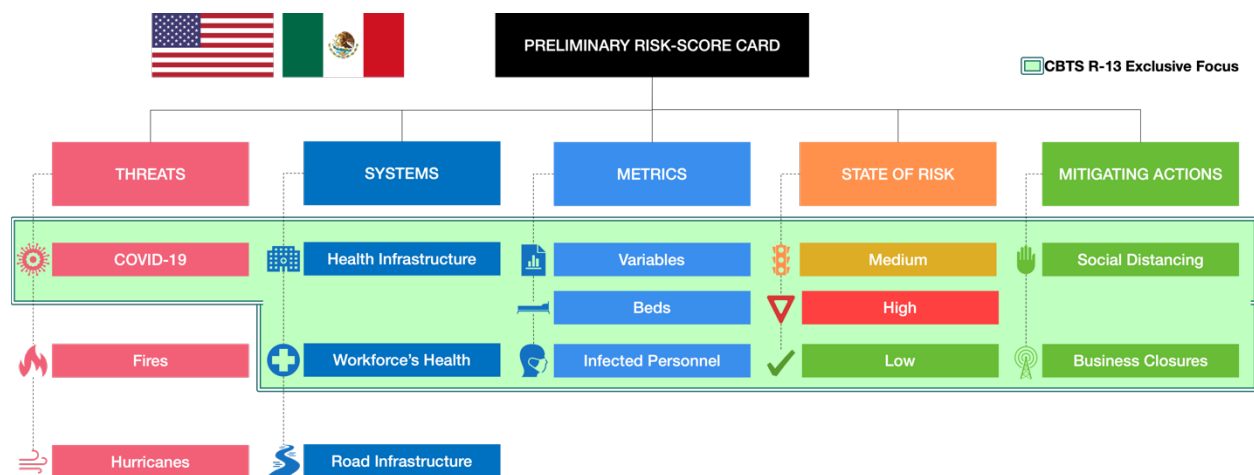 PRELIMINARY RISK-SCORE CARD
CBTS R-13 Exclusive Focus
THREATS
SYSTEMS
METRICS
STATE OF RISK
MITIGATING ACTIONS
COVID-19
Health Infrastructure
Variables
Medium
Social Distancing
Beds
High
Fires
Workforce's Health
Infected Personnel
Low
Business Closures
Hurricanes
Road Infrastructure